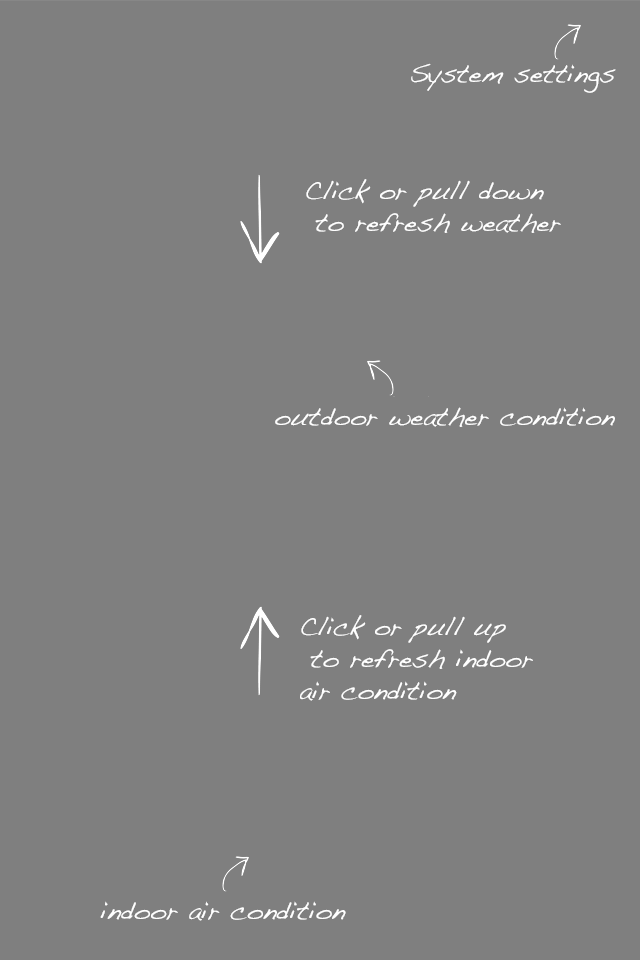 System settings
Click or pull down
to refresh weather
outdoor weather condition
Click or pull up
to refresh indoor
air condition
indoor air condition